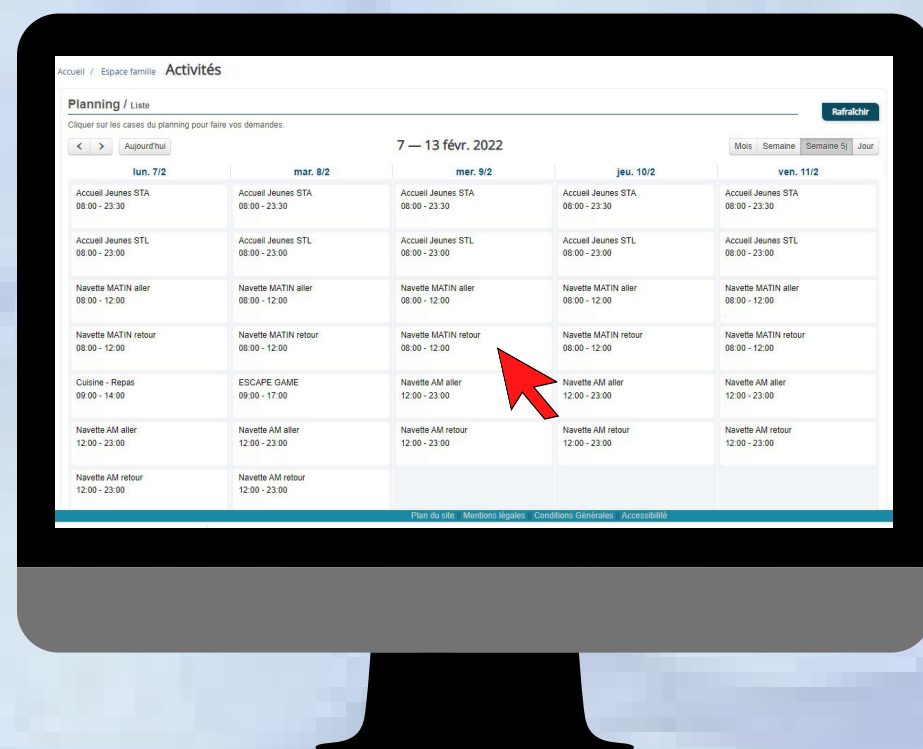 Accueil / Espace famille Activités
Planning / Liste
Rafraîchir
Cliquer sur les cases du planning pour faire vos demandes.
< > Aujourd'hui 7 — 13 févr. 2022 Mois Semaine Semaine 5j Jour
lun. 7/2 mar. 8/2 mer. 9/2 jeu. 10/2 ven. 11/2
Accueil Jeunes STA Accueil Jeunes STA Accueil Jeunes STA Accueil Jeunes STA Accueil Jeunes STA
08:00 - 23:30 08:00 - 23:30 08:00 - 23:30 08:00 - 23:30 08:00 - 23:30
Accueil Jeunes STL Accueil Jeunes STL Accueil Jeunes STL Accueil Jeunes STL Accueil Jeunes STL
08:00 - 23:00 08:00 - 23:00 08:00 - 23:00 08:00 - 23:00 08:00 - 23:00
Navette MATIN aller Navette MATIN aller Navette MATIN aller Navette MATIN aller Navette MATIN aller
08:00 - 12:00 08:00 - 12:00 08:00 - 12:00 08:00 - 12:00 08:00 - 12:00
Navette MATIN retour Navette MATIN retour Navette MATIN retour Navette MATIN retour Navette MATIN retour
08:00 - 12:00 08:00 - 12:00 08:00 - 12:00 08:00 - 12:00 08:00 - 12:00
Cuisine - Repas ESCAPE GAME Navette AM aller Navette AM aller Navette AM aller
09:00 - 14:00 09:00 - 17:00 12:00 - 23:00 12:00 - 23:00 12:00 - 23:00
Navette AM aller Navette AM aller Navette AM retour Navette AM retour Navette AM retour
12:00 - 23:00 12:00 - 23:00 12:00 - 23:00 12:00 - 23:00 12:00 - 23:00
Navette AM retour Navette AM retour
12:00 - 23:00 12:00 - 23:00
Plan du site Mentions légales Conditions Générales Accessibilité